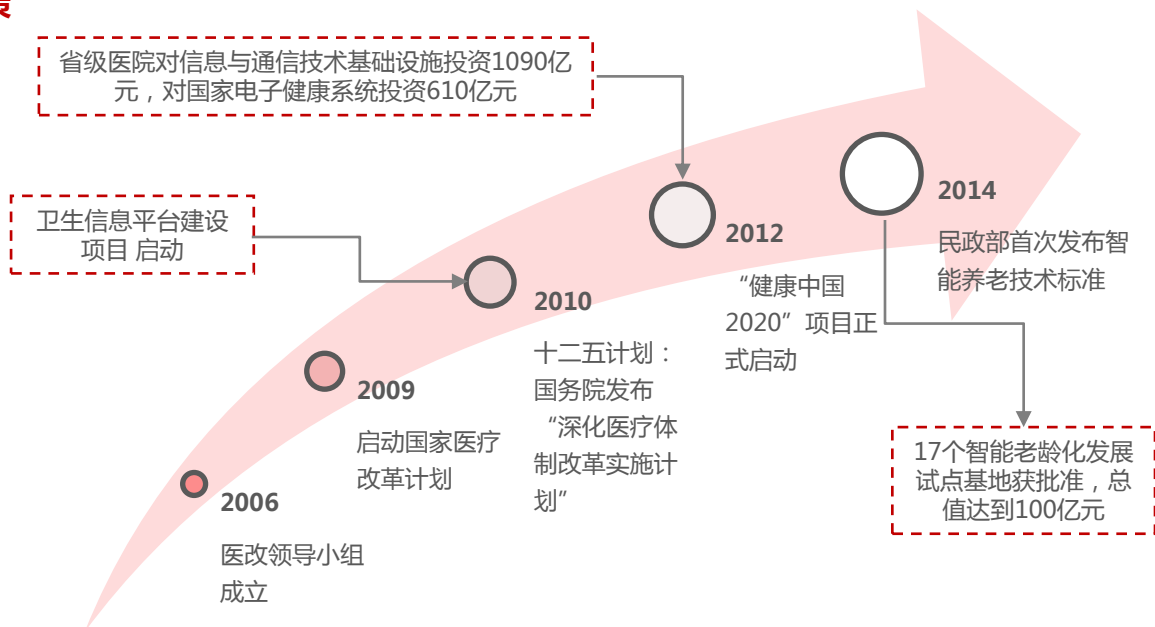 省级医院对信息与通信技术基础设施投资1090亿
元，对国家电子健康系统投资610亿元
卫生信息平台建设
项目 启动
2014
民政部首次发布智
能养老技术标准
2012
“健康中国
2020”项目正
式启动
2010
十二五计划：
国务院发布
“深化医疗体
制改革实施计
划”
2009
启动国家医疗
改革计划
2006
医改领导小组
成立
17个智能老龄化发展
试点基地获批准，总
值达到100亿元